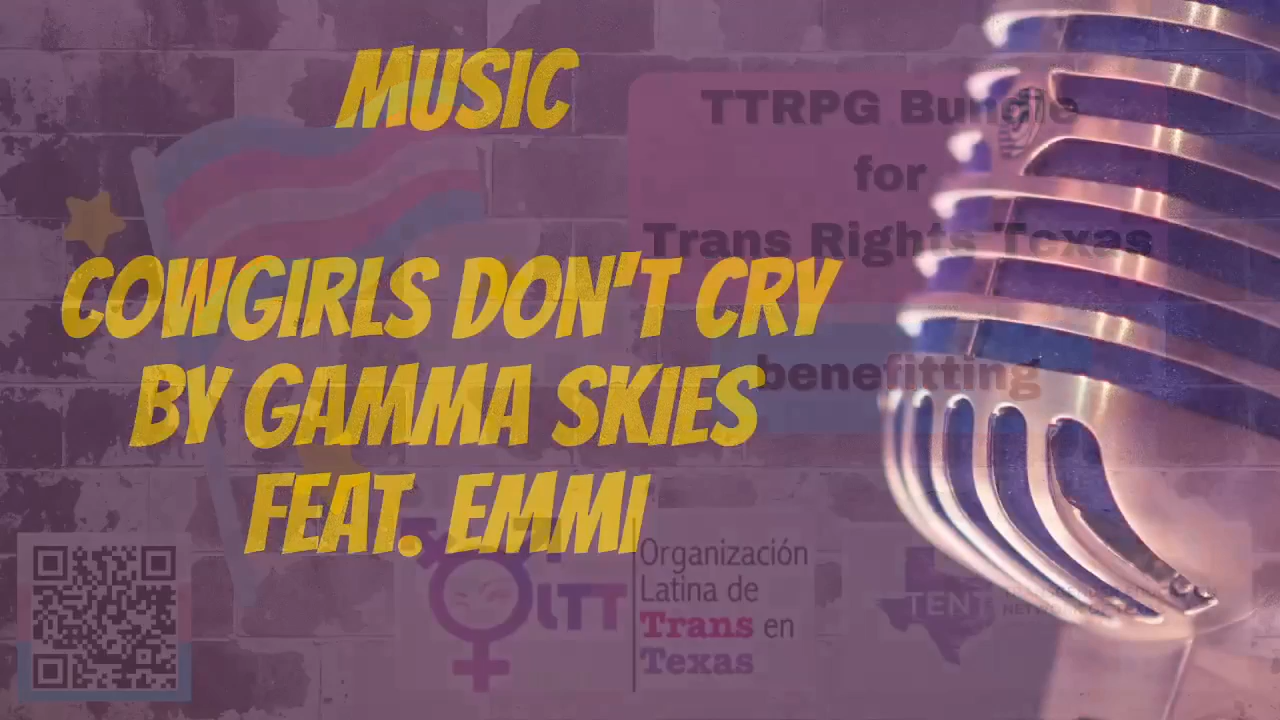 MUSIC
TTRPG Bundle
for
Trans Rights Texas
COWGIRLS DON'T CRY
BY GAMMA SKIES
FEAT. EMMI
benefitting
OLTT
Organización
Latina de
Trans en
Texas
TENT